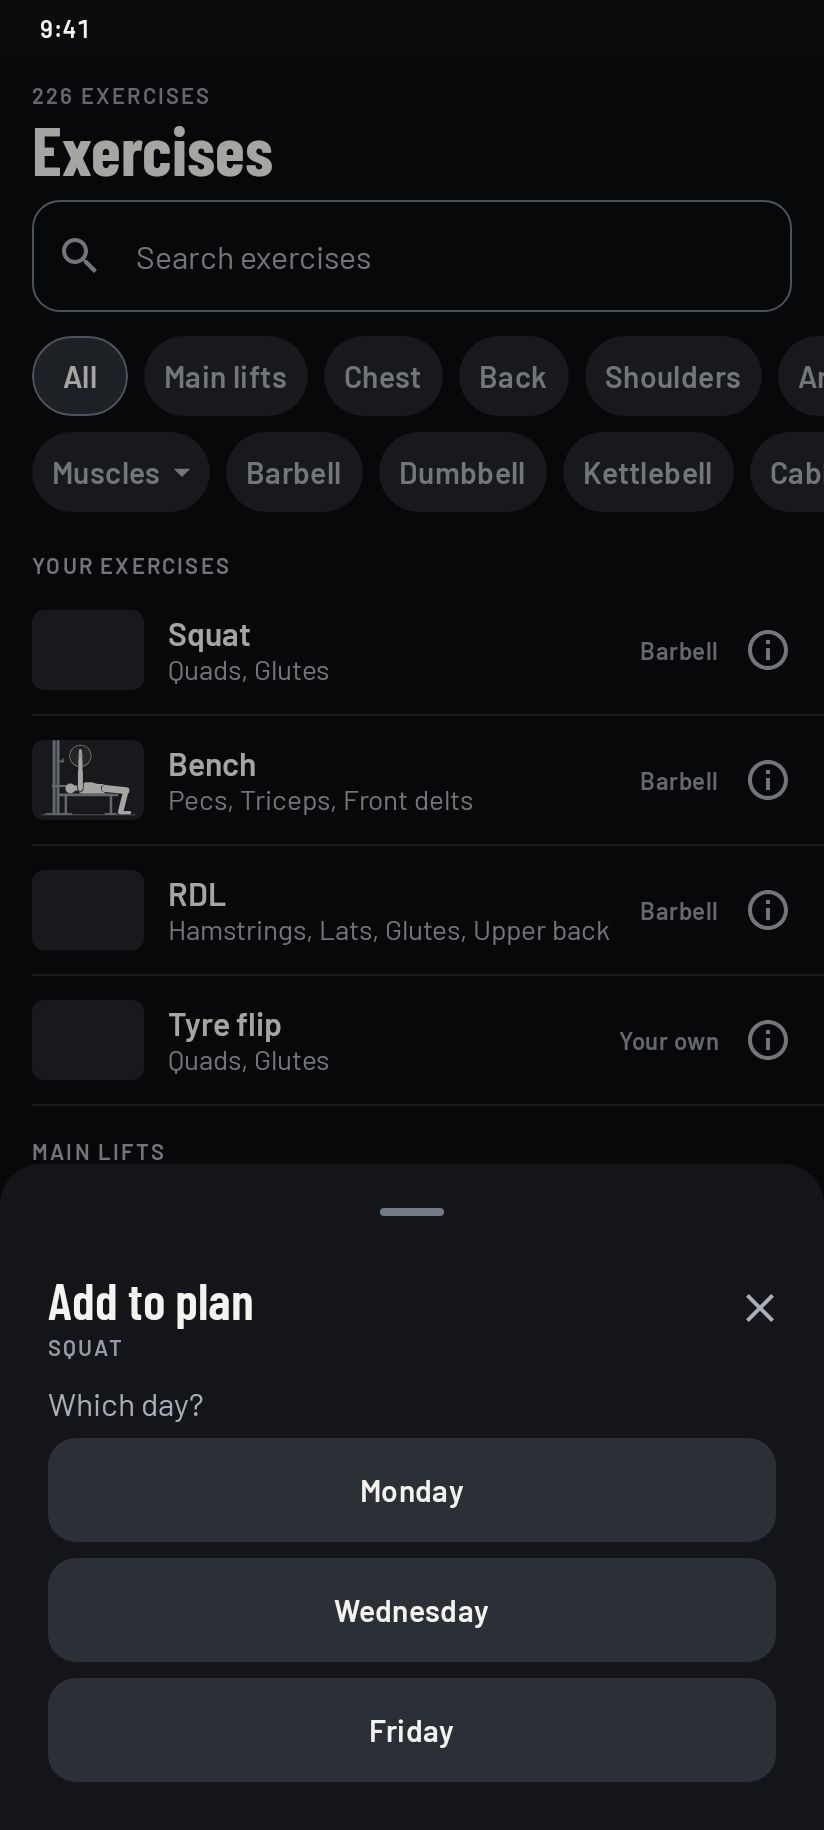 9:41
226 EXERCISES
Exercises
Search exercises
All Main lifts Chest Back Shoulders
Muscles Barbell Dumbbell Kettlebell
YOUR EXERCISES
Squat
Quads, Glutes
Barbell
Bench
Pecs, Triceps, Front delts
Barbell
RDL
Hamstrings, Lats, Glutes, Upper back
Barbell
Tyre flip
Quads, Glutes
Your own
MAIN LIFTS
Add to plan
SQUAT
Which day?
Monday
Wednesday
Friday